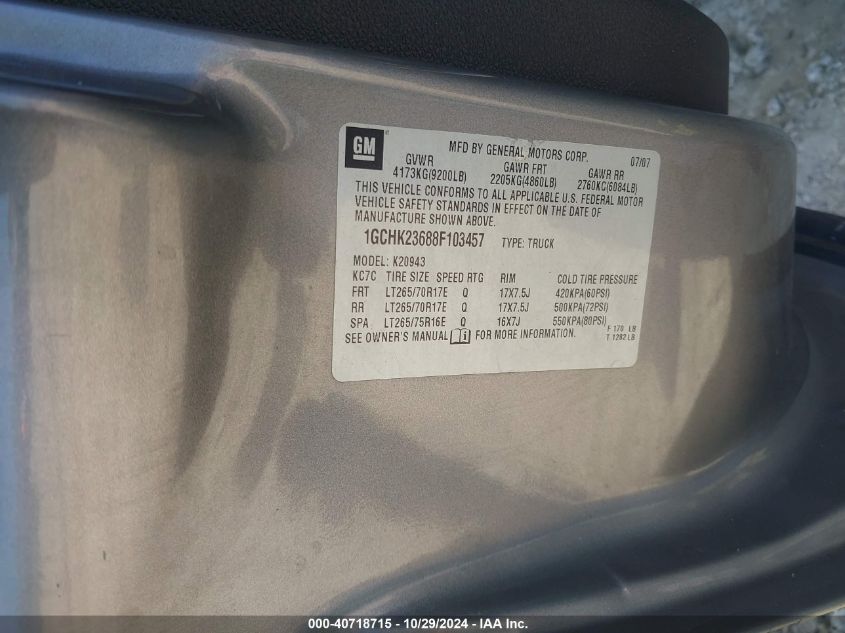 GM
MFD BY GENERAL MOTORS CORP. 07/07
GVWR GAWR FRT GAWR RR
4173KG(9200LB) 2205KG(4860LB) 2760KG(6084LB)
THIS VEHICLE CONFORMS TO ALL APPLICABLE U.S. FEDERAL MOTOR
VEHICLE SAFETY STANDARDS IN EFFECT ON THE DATE OF
MANUFACTURE SHOWN ABOVE.
1GCHK23688F103457 TYPE: TRUCK
MODEL: K20943
KC7C TIRE SIZE SPEED RTG RIM COLD TIRE PRESSURE
FRT LT265/70R17E Q 17X7.5J 420KPA(60PSI)
RR LT265/70R17E Q 17X7.5J 500KPA(72PSI)
SPA LT265/75R16E Q 16X7J 550KPA(80PSI)
F 170 LB
SEE OWNER'S MANUAL i FOR MORE INFORMATION. T 1282 LB
000-40718715 - 10/29/2024 - IAA Inc.